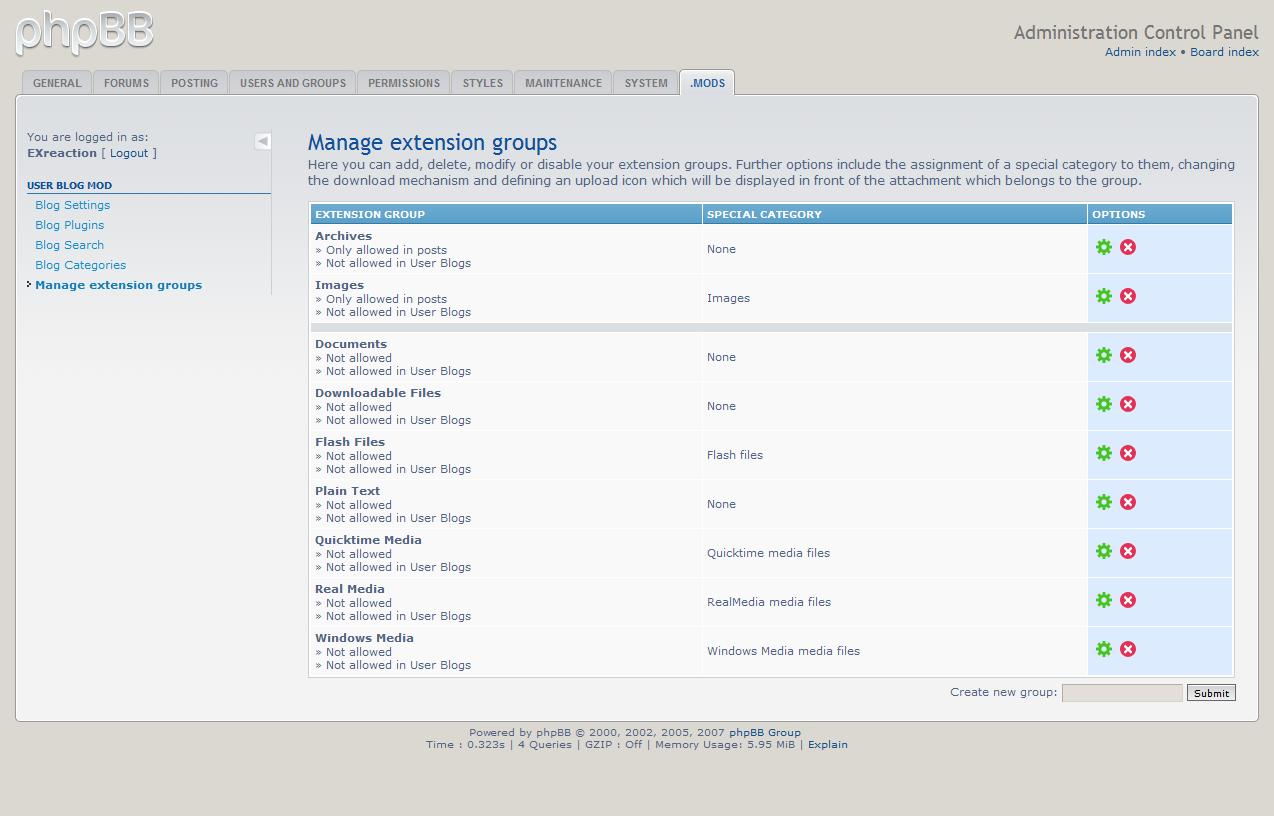 phpBB
Administration Control Panel
Admin index • Board index
GENERAL FORUMS POSTING USERS AND GROUPS PERMISSIONS STYLES MAINTENANCE SYSTEM .MODS
You are logged in as:
EXreaction [ Logout ]
USER BLOG MOD
Blog Settings
Blog Plugins
Blog Search
Blog Categories
Manage extension groups
Manage extension groups
Here you can add, delete, modify or disable your extension groups. Further options include the assignment of a special category to them, changing
the download mechanism and defining an upload icon which will be displayed in front of the attachment which belongs to the group.
EXTENSION GROUP SPECIAL CATEGORY OPTIONS
Archives
» Only allowed in posts
» Not allowed in User Blogs
None
Images
» Only allowed in posts
» Not allowed in User Blogs
Images
Documents
» Not allowed
» Not allowed in User Blogs
None
Downloadable Files
» Not allowed
» Not allowed in User Blogs
None
Flash Files
» Not allowed
» Not allowed in User Blogs
Flash files
Plain Text
» Not allowed
» Not allowed in User Blogs
None
Quicktime Media
» Not allowed
» Not allowed in User Blogs
Quicktime media files
Real Media
» Not allowed
» Not allowed in User Blogs
RealMedia media files
Windows Media
» Not allowed
» Not allowed in User Blogs
Windows Media media files
Create new group: Submit
Powered by phpBB © 2000, 2002, 2005, 2007 phpBB Group
Time : 0.323s | 4 Queries | GZIP : Off | Memory Usage: 5.95 MiB | Explain